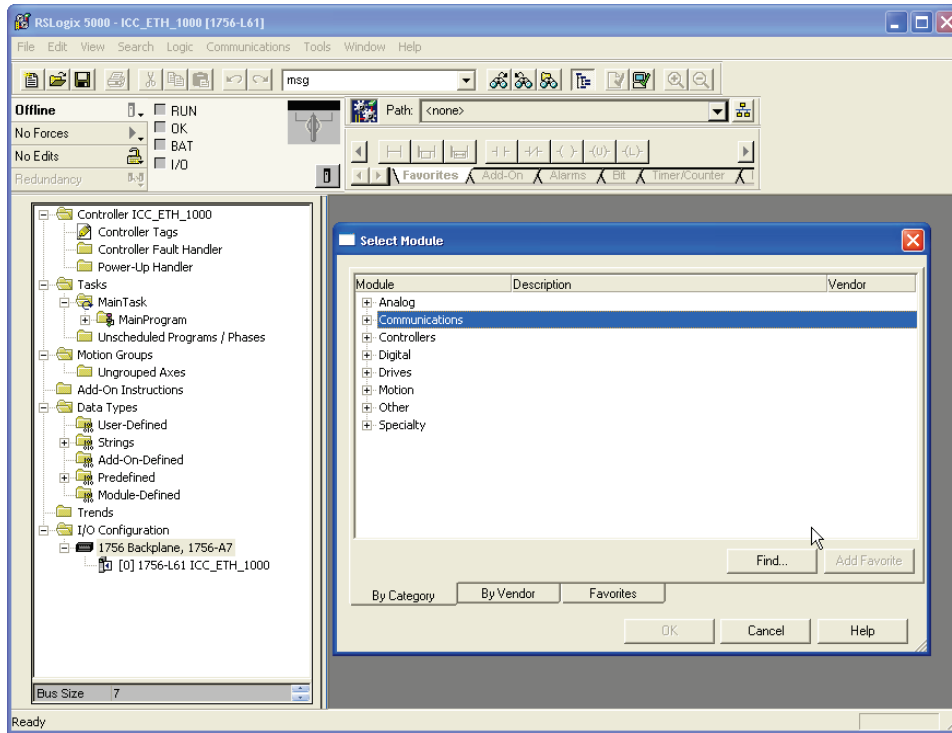 RSLogix 5000 - ICC_ETH_1000 [1756-L61]
File Edit View Search Logic Communications Tools Window Help
msg
Offline
RUN
No Forces
OK
No Edits
BAT
Redundancy
I/O
Path: <none>
Favorites Add-On Alarms Bit Timer/Counter
Controller ICC_ETH_1000
Controller Tags
Controller Fault Handler
Power-Up Handler
Tasks
MainTask
MainProgram
Unscheduled Programs / Phases
Motion Groups
Ungrouped Axes
Add-On Instructions
Data Types
User-Defined
Strings
Add-On-Defined
Predefined
Module-Defined
Trends
I/O Configuration
1756 Backplane, 1756-A7
[0] 1756-L61 ICC_ETH_1000
Bus Size 7
Select Module
Module Description Vendor
Analog
Communications
Controllers
Digital
Drives
Motion
Other
Specialty
Find... Add Favorite
By Category By Vendor Favorites
OK Cancel Help
Ready